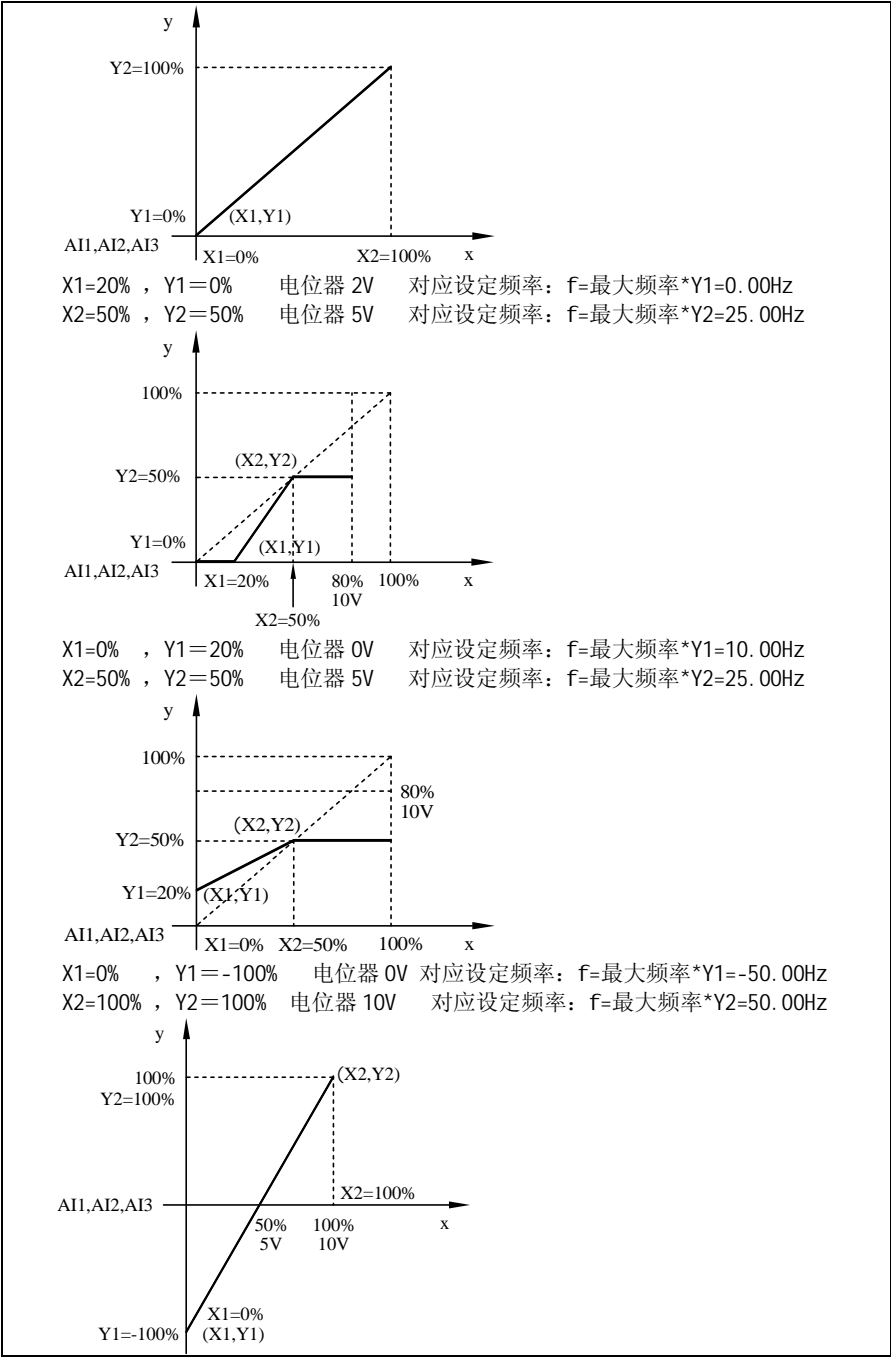 y
Y2=100%
Y1=0%
(X1,Y1)
AI1,AI2,AI3
X1=0%
X2=100%
x
X1=20% ，Y1＝0% 电位器 2V 对应设定频率：f=最大频率*Y1=0.00Hz
X2=50% ，Y2＝50% 电位器 5V 对应设定频率：f=最大频率*Y2=25.00Hz
y
100%
(X2,Y2)
Y2=50%
Y1=0%
(X1,Y1)
AI1,AI2,AI3
X1=20%
80%
100%
x
10V
X2=50%
X1=0% ，Y1＝20% 电位器 0V 对应设定频率：f=最大频率*Y1=10.00Hz
X2=50% ，Y2＝50% 电位器 5V 对应设定频率：f=最大频率*Y2=25.00Hz
y
100%
80%
10V
(X2,Y2)
Y2=50%
Y1=20%
(X1,Y1)
AI1,AI2,AI3
X1=0%
X2=50%
100%
x
X1=0% ，Y1＝-100% 电位器 0V 对应设定频率：f=最大频率*Y1=-50.00Hz
X2=100% ，Y2＝100% 电位器 10V 对应设定频率：f=最大频率*Y2=50.00Hz
y
100%
(X2,Y2)
Y2=100%
X2=100%
AI1,AI2,AI3
50%
100%
x
5V
10V
X1=0%
Y1=-100%
(X1,Y1)